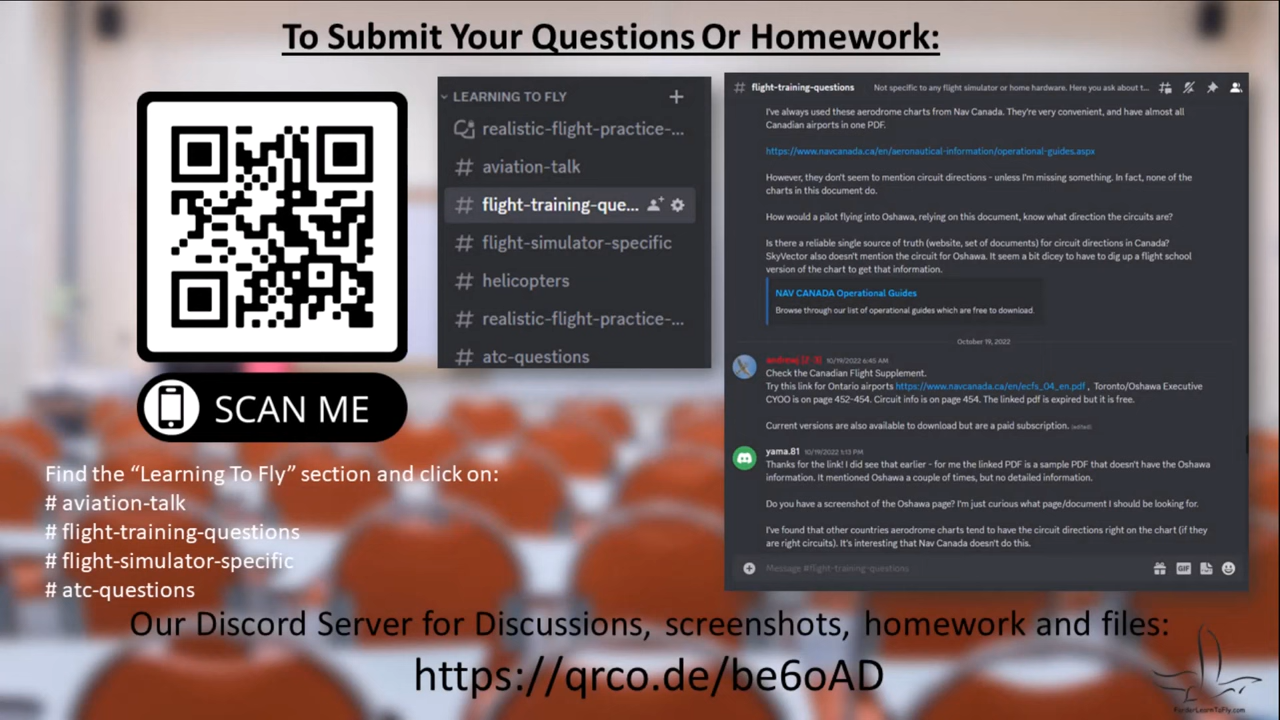 To Submit Your Questions Or Homework:
SCAN ME
Find the “Learning To Fly” section and click on:
# aviation-talk
# flight-training-questions
# flight-simulator-specific
# atc-questions
LEARNING TO FLY
realistic-flight-practice-...
# aviation-talk
# flight-training-que...
# flight-simulator-specific
# helicopters
# realistic-flight-practice-...
# atc-questions
# flight-training-questions Not specific to any flight simulator or home hardware. Here you ask about t...
I've always used these aerodrome charts from Nav Canada. They're very convenient, and have almost all
Canadian airports in one PDF.
https://www.navcanada.ca/en/aeronautical-information/operational-guides.aspx
However, they don't seem to mention circuit directions - unless I'm missing something. In fact, none of the
charts in this document do.
How would a pilot flying into Oshawa, relying on this document, know what direction the circuits are?
Is there a reliable single source of truth (website, set of documents) for circuit directions in Canada?
SkyVector also doesn't mention the circuit for Oshawa. It seem a bit dicey to have to dig up a flight school
version of the chart to get that information.
NAV CANADA Operational Guides
Browse through our list of operational guides which are free to download.
October 19, 2022
10/19/2022 6:45 AM
Check the Canadian Flight Supplement.
Try this link for Ontario airports https://www.navcanada.ca/en/ecfs_04_en.pdf , Toronto/Oshawa Executive
CYOO is on page 452-454. Circuit info is on page 454. The linked pdf is expired but it is free.
Current versions are also available to download but are a paid subscription. (edited)
yama.81 10/19/2022 1:13 PM
Thanks for the link! I did see that earlier - for me the linked PDF is a sample PDF that doesn't have the Oshawa
information. It mentioned Oshawa a couple of times, but no detailed information.
Do you have a screenshot of the Oshawa page? I'm just curious what page/document I should be looking for.
I've found that other countries aerodrome charts tend to have the circuit directions right on the chart (if they
are right circuits). It's interesting that Nav Canada doesn't do this.
Message #flight-training-questions
GIF
Our Discord Server for Discussions, screenshots, homework and files:
https://qrco.de/be6oAD